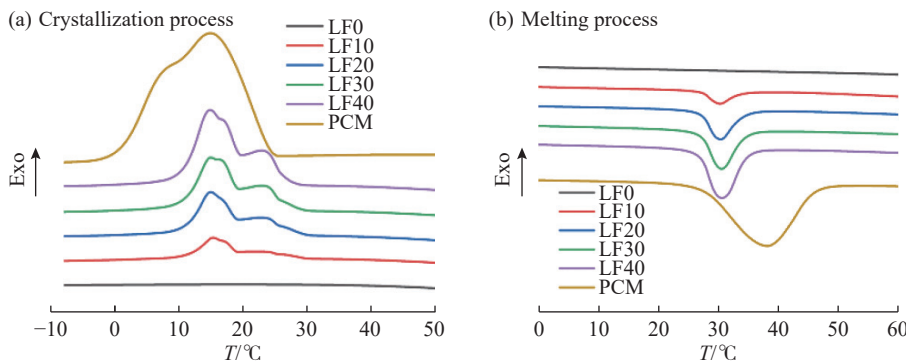 (a) Crystallization process
LF0
LF10
LF20
LF30
LF40
PCM
Exo
−10 0 10 20 30 40 50
T/℃
(b) Melting process
Exo
LF0
LF10
LF20
LF30
LF40
PCM
0 10 20 30 40 50 60
T/℃